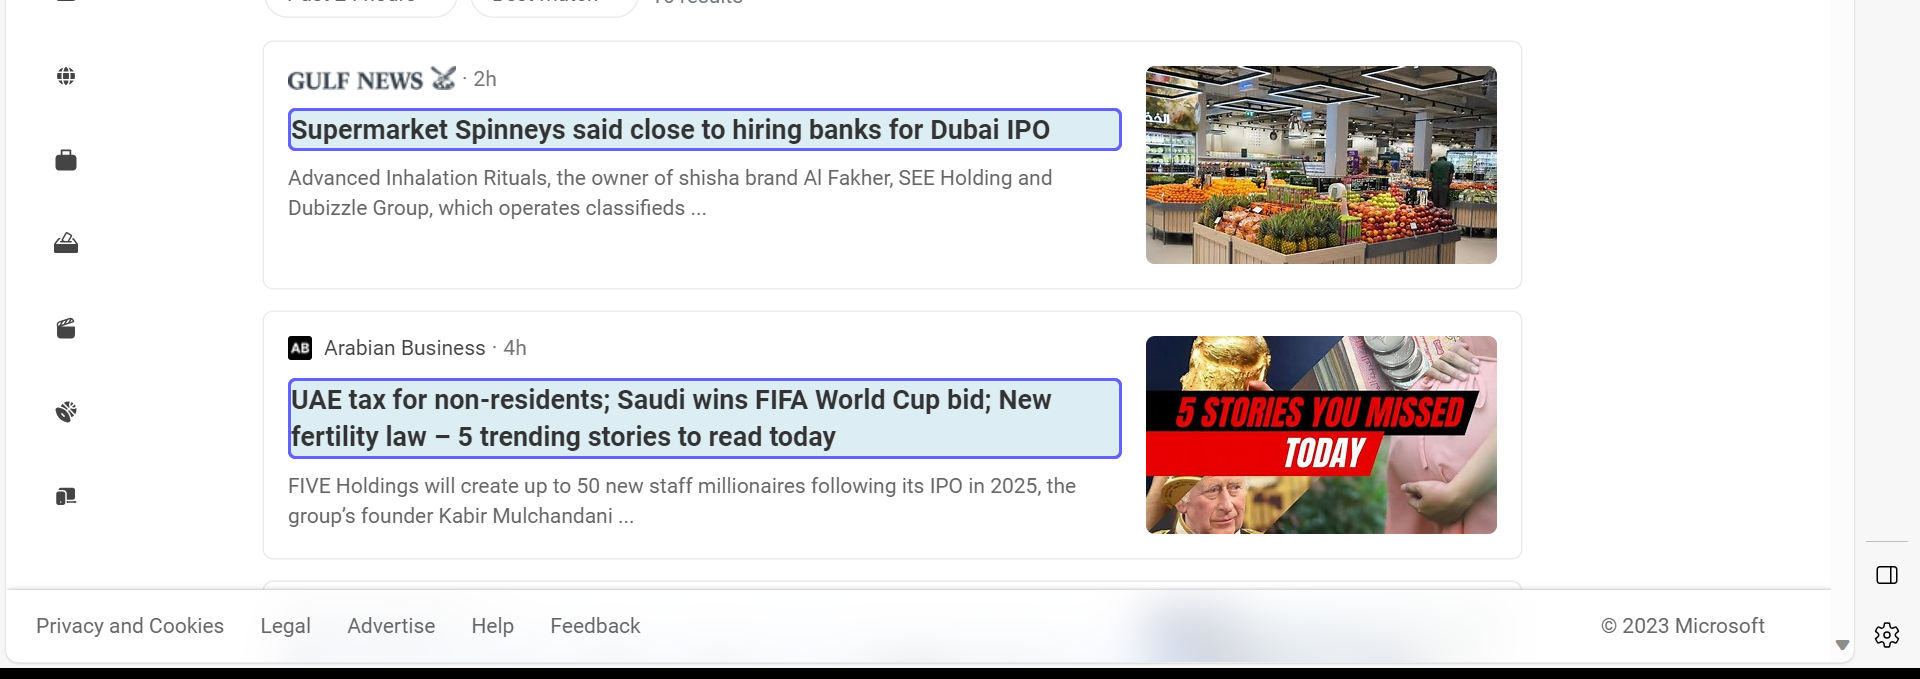 GULF NEWS · 2h
Supermarket Spinneys said close to hiring banks for Dubai IPO
Advanced Inhalation Rituals, the owner of shisha brand Al Fakher, SEE Holding and
Dubizzle Group, which operates classifieds ...
AB Arabian Business · 4h
UAE tax for non-residents; Saudi wins FIFA World Cup bid; New
fertility law – 5 trending stories to read today
FIVE Holdings will create up to 50 new staff millionaires following its IPO in 2025, the
group’s founder Kabir Mulchandani ...
5 STORIES YOU MISSED
TODAY
Privacy and Cookies Legal Advertise Help Feedback © 2023 Microsoft